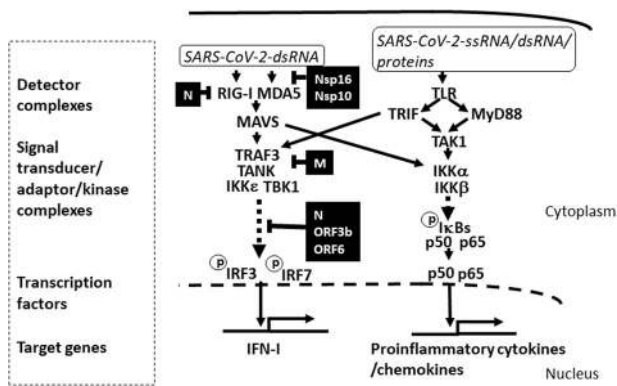 SARS-CoV-2-dsRNA
SARS-CoV-2-ssRNA/dsRNA/
proteins
Detector
complexes
N
RIG-I MDA5
Nsp16
Nsp10
TLR
MAVS
TRIF
MyD88
Signal
transducer/
adaptor/kinase
complexes
TRAF3
TANK
IKKε TBK1
M
TAK1
IKKα
IKKβ
N
ORF3b
ORF6
p
IκBs
p50 p65
Cytoplasm
Transcription
factors
p
IRF3
p
IRF7
p50 p65
Target genes
IFN-I
Proinflammatory cytokines
/chemokines
Nucleus